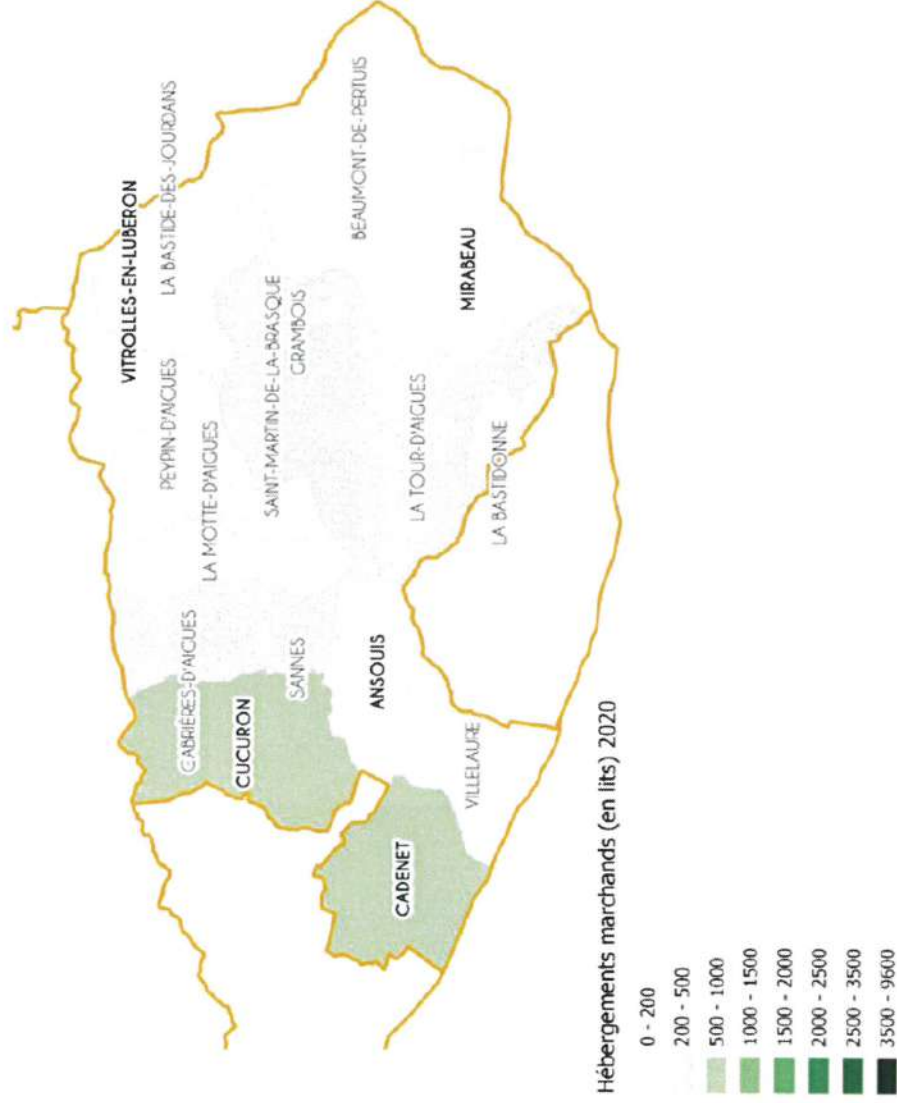 VITROLLES-EN-LUBERON
LA BASTIDE-DES-JOURDANS
PEYPIN-D'AIGUES
LA MOTTE-D'AIGUES
CABRIÈRES-D'AIGUES
CUCURON
SANNES
SAINT-MARTIN-DE-LA-BRASQUE
GRAMBOIS
BEAUMONT-DE-PERTUIS
ANSOUIS
LA TOUR-D'AIGUES
MIRABEAU
CADENET
VILLELAURE
LA BASTIDONNE
Hébergements marchands (en lits) 2020
0 - 200
200 - 500
500 - 1000
1000 - 1500
1500 - 2000
2000 - 2500
2500 - 3500
3500 - 9600